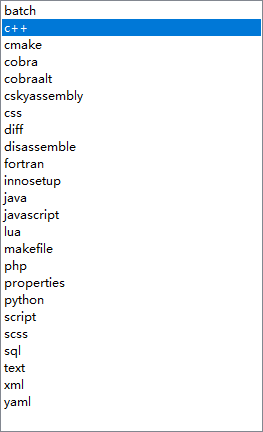 batch
c++
cmake
cobra
cobraalt
cskyassembly
css
diff
disassemble
fortran
innosetup
java
javascript
lua
makefile
php
properties
python
script
scss
sql
text
xml
yaml